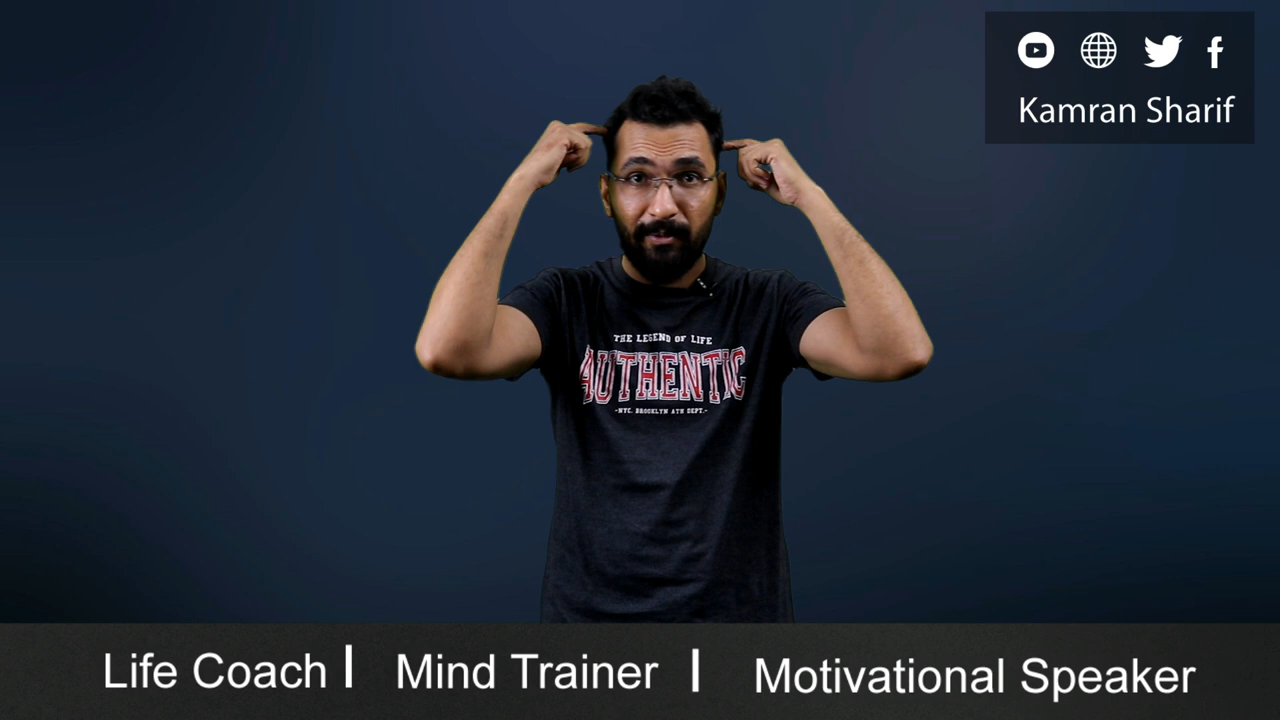 Kamran Sharif
THE LEGEND OF LIFE
AUTHENTIC
-NYC. BROOKLYN ATH DEPT.-
Life Coach | Mind Trainer | Motivational Speaker